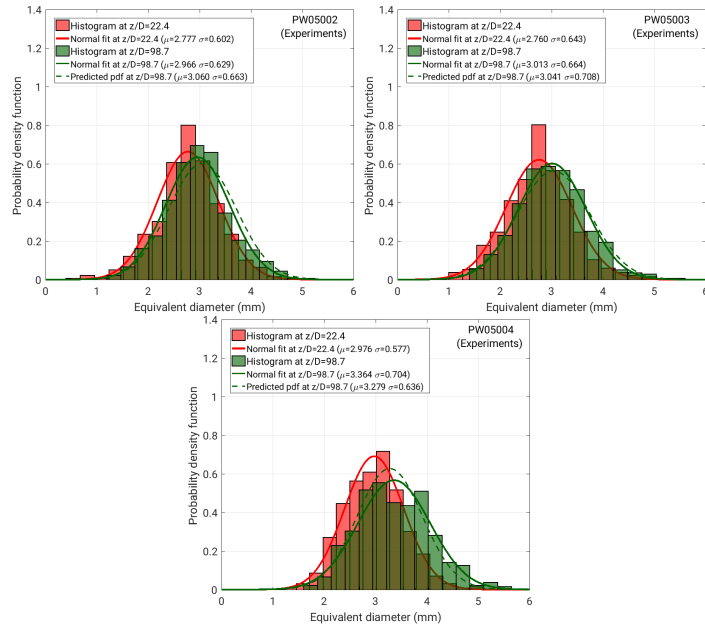 PW05002
(Experiments)
Histogram at z/D=22.4
Normal fit at z/D=22.4 (μ=2.777 σ=0.602)
Histogram at z/D=98.7
Normal fit at z/D=98.7 (μ=2.966 σ=0.629)
Predicted pdf at z/D=98.7 (μ=3.060 σ=0.663)
Probability density function
1.4
1.2
1
0.8
0.6
0.4
0.2
0
0 1 2 3 4 5 6
Equivalent diameter (mm)
PW05003
(Experiments)
Histogram at z/D=22.4
Normal fit at z/D=22.4 (μ=2.760 σ=0.643)
Histogram at z/D=98.7
Normal fit at z/D=98.7 (μ=3.013 σ=0.664)
Predicted pdf at z/D=98.7 (μ=3.041 σ=0.708)
Probability density function
1.4
1.2
1
0.8
0.6
0.4
0.2
0
0 1 2 3 4 5 6
Equivalent diameter (mm)
PW05004
(Experiments)
Histogram at z/D=22.4
Normal fit at z/D=22.4 (μ=2.976 σ=0.577)
Histogram at z/D=98.7
Normal fit at z/D=98.7 (μ=3.364 σ=0.704)
Predicted pdf at z/D=98.7 (μ=3.279 σ=0.636)
Probability density function
1.4
1.2
1
0.8
0.6
0.4
0.2
0
0 1 2 3 4 5 6
Equivalent diameter (mm)